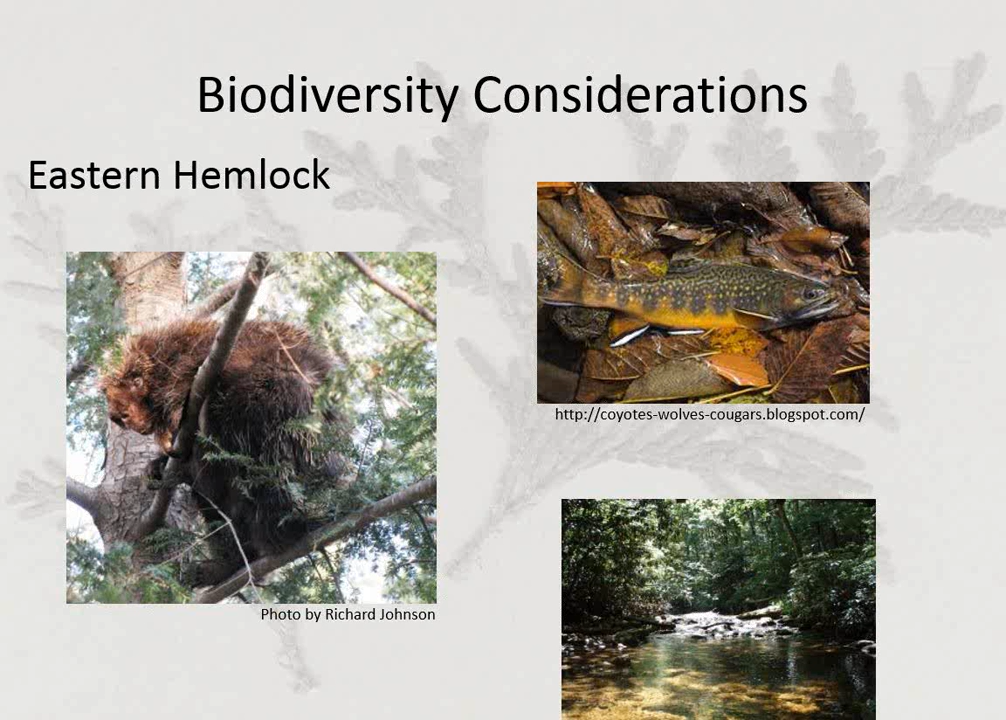 Biodiversity Considerations
Eastern Hemlock
http://coyotes-wolves-cougars.blogspot.com/
Photo by Richard Johnson